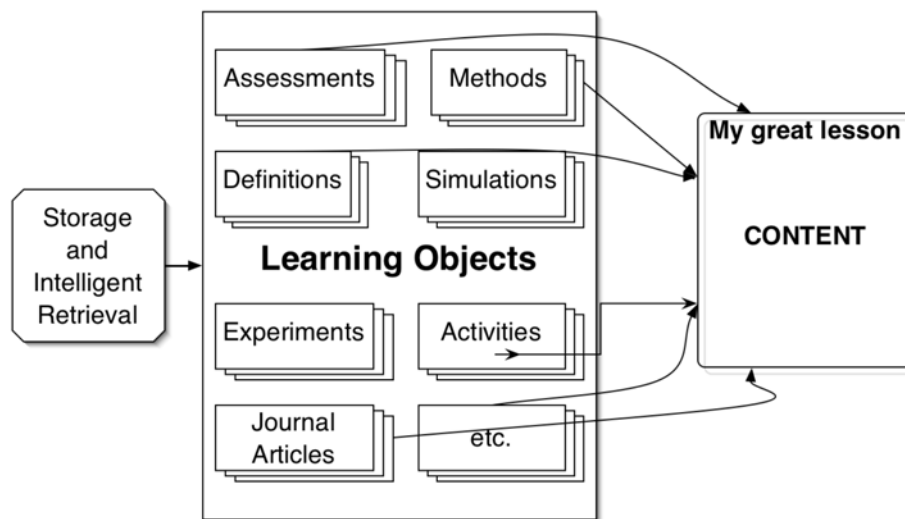 Assessments
Methods
My great lesson
Definitions
Simulations
Storage
and
Intelligent
Retrieval
Learning Objects
CONTENT
Experiments
Activities
Journal
Articles
etc.